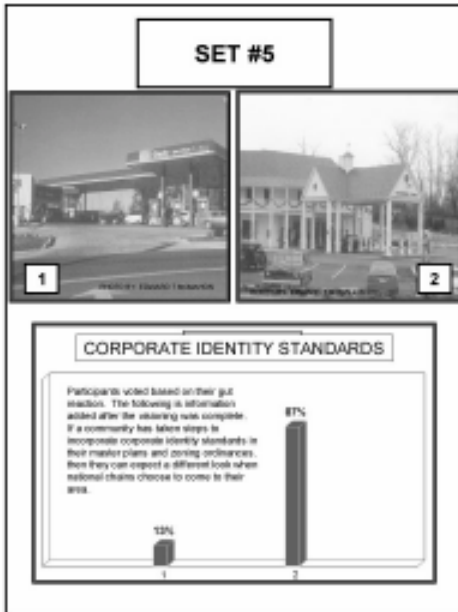 SET #5
1
PHOTO BY EDWARD
2
CORPORATE IDENTITY STANDARDS
Participants voted based on their gut
reaction. The following is information
added after the visioning was complete.
If a community has taken steps to
incorporate corporate identity standards in
their master plans and zoning ordinances,
then they can expect a different look when
national chains choose to come to their
area.
87%
13%
1
2